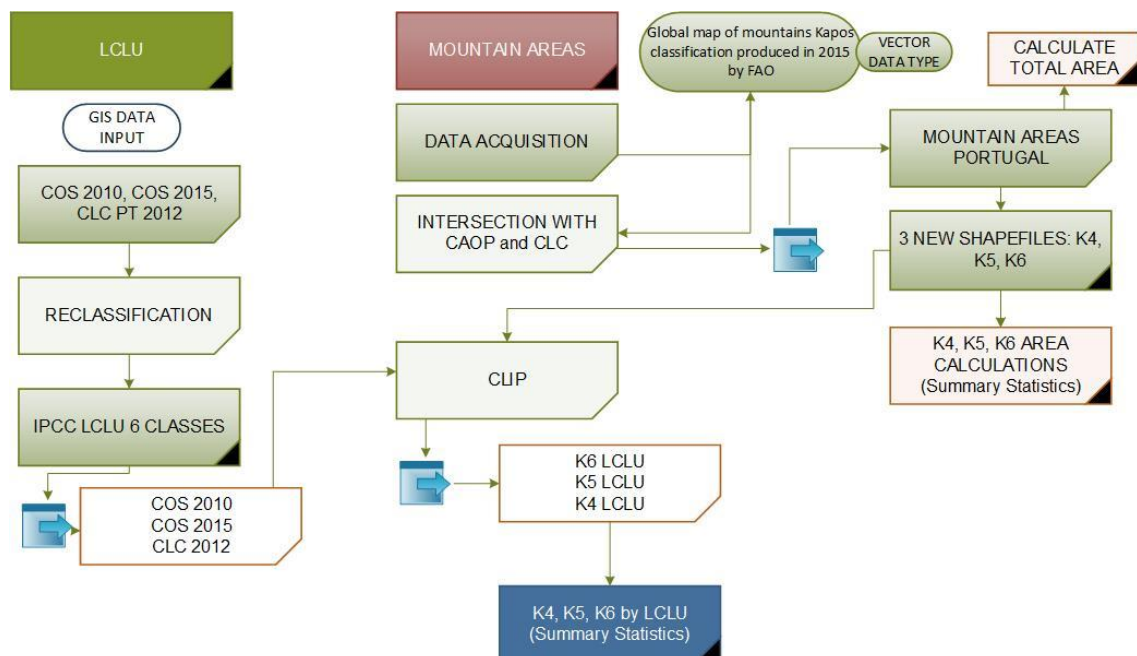 LCLU
GIS DATA
INPUT
COS 2010, COS 2015,
CLC PT 2012
RECLASSIFICATION
IPCC LCLU 6 CLASSES
COS 2010
COS 2015
CLC 2012
MOUNTAIN AREAS
Global map of mountains Kapos
classification produced in 2015
by FAO
VECTOR
DATA TYPE
CALCULATE
TOTAL AREA
DATA ACQUISITION
MOUNTAIN AREAS
PORTUGAL
INTERSECTION WITH
CAOP and CLC
3 NEW SHAPEFILES: K4,
K5, K6
K4, K5, K6 AREA
CALCULATIONS
(Summary Statistics)
CLIP
K6 LCLU
K5 LCLU
K4 LCLU
K4, K5, K6 by LCLU
(Summary Statistics)